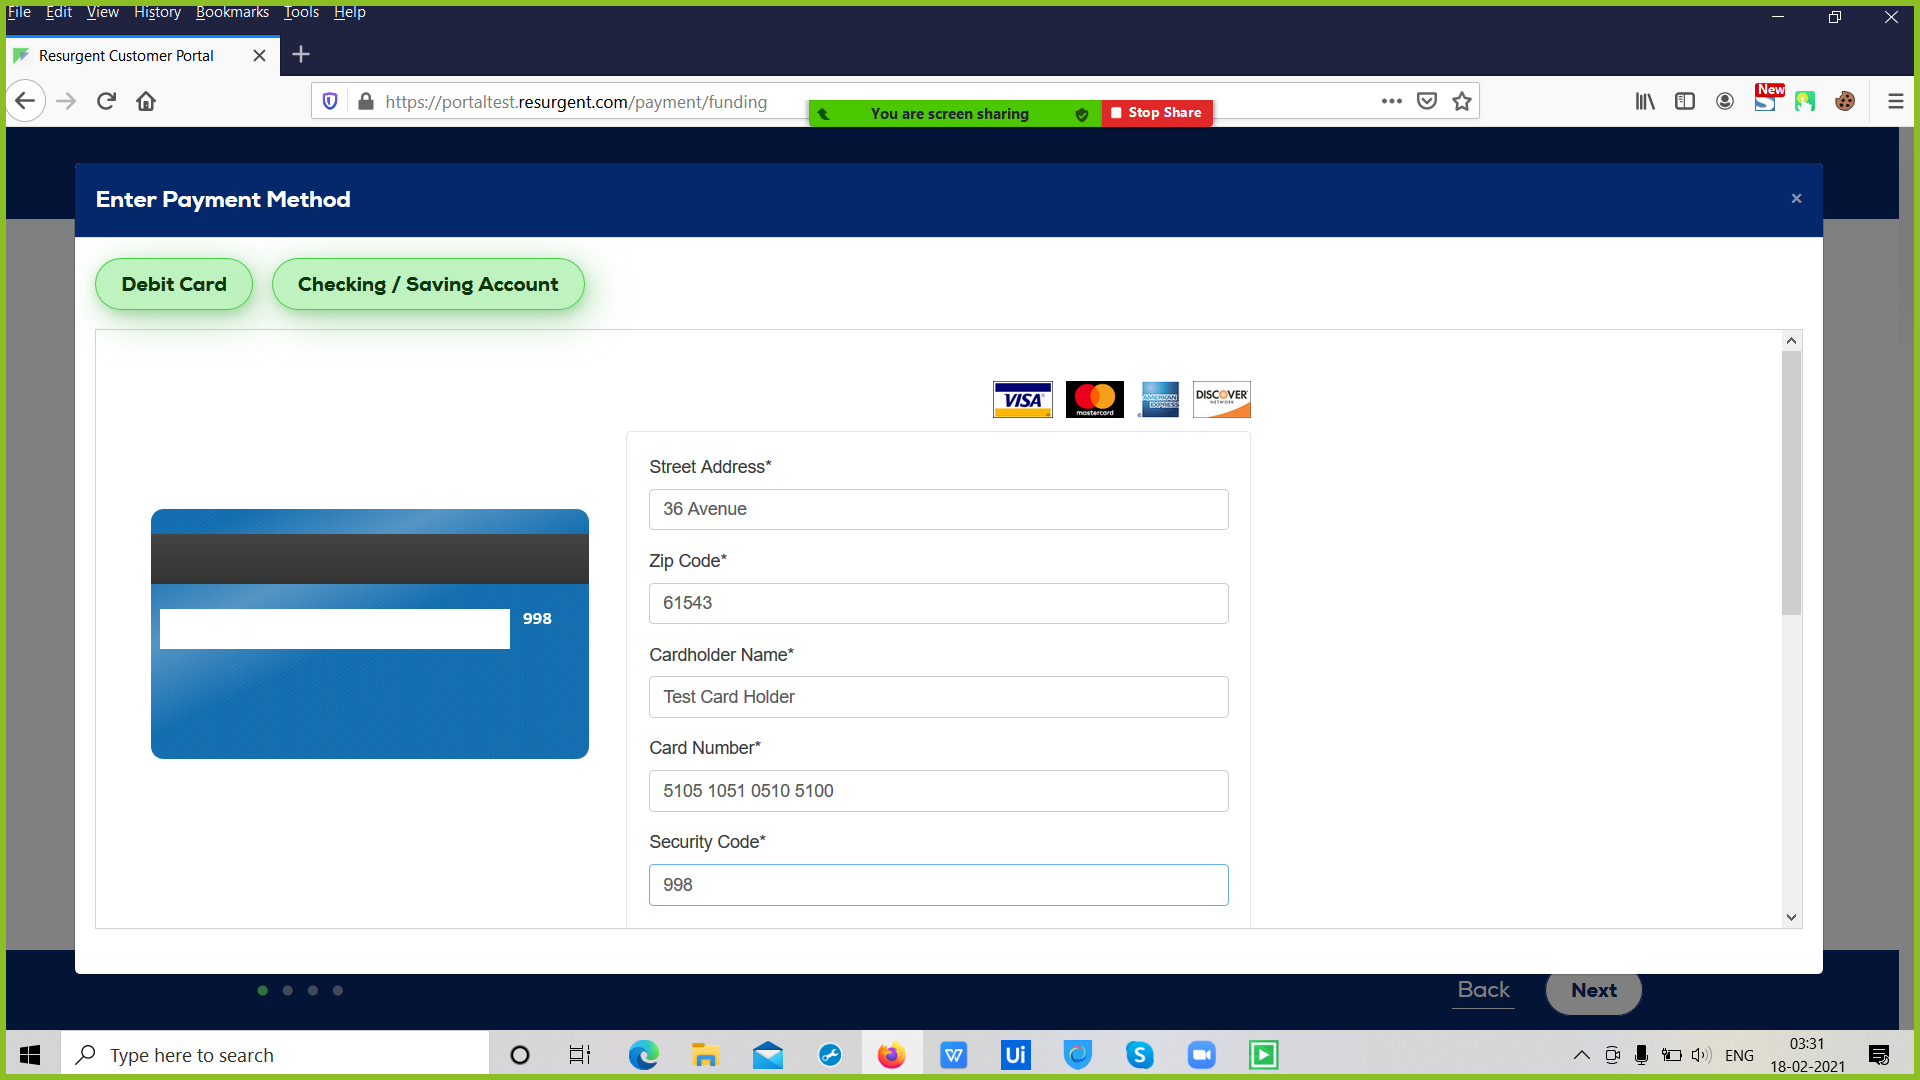 File Edit View History Bookmarks Tools Help
Resurgent Customer Portal
https://portaltest.resurgent.com/payment/funding
New
You are screen sharing
Stop Share
Enter Payment Method
Debit Card
Checking / Saving Account
VISA
mastercard
AMERICAN EXPRESS
DISCOVER
NETWORK
Street Address*
36 Avenue
Zip Code*
61543
998
Cardholder Name*
Test Card Holder
Card Number*
5105 1051 0510 5100
Security Code*
998
Back
Next
Type here to search
Ui
ENG
03:31
18-02-2021